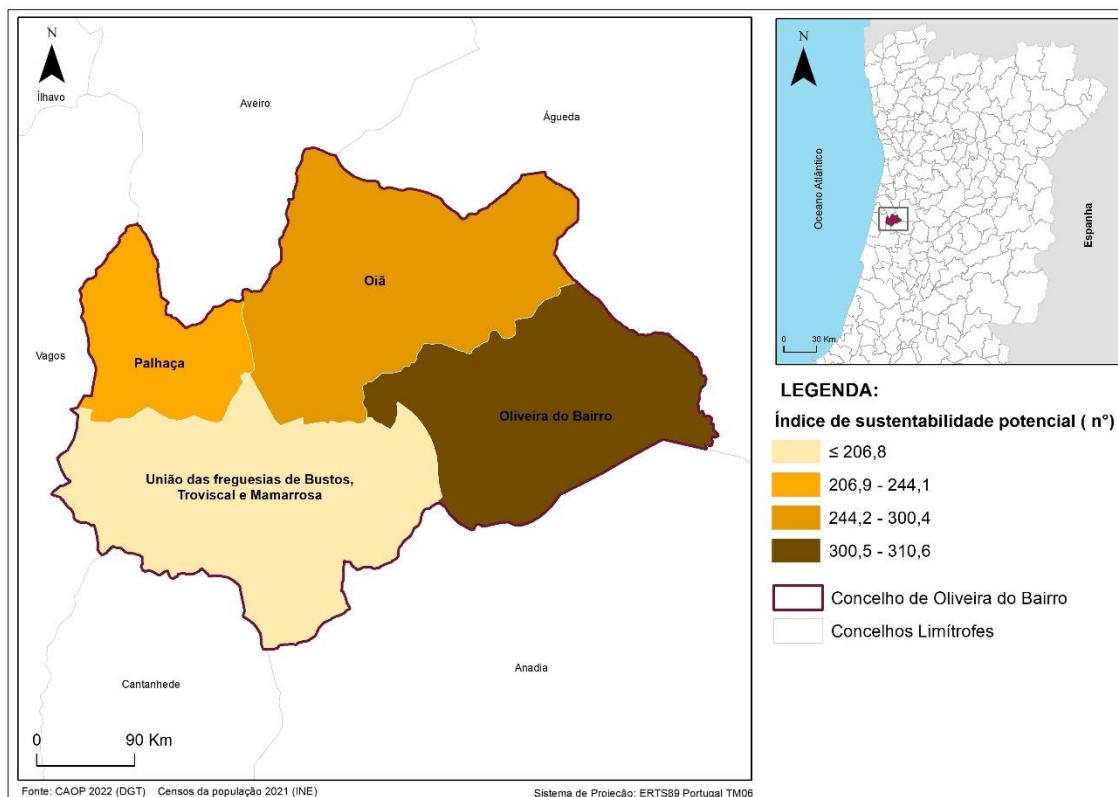 N
Ílhavo
Aveiro
Águeda
Oiã
Vagos
Palhaça
Oliveira do Bairro
União das freguesias de Bustos,
Troviscal e Mamarrosa
Anadia
Cantanhede
0 90 Km
Fonte: CAOP 2022 (DGT) Censos da população 2021 (INE) Sistema de Projeção: ERTS89 Portugal TM06
N
Oceano Atlântico
Espanha
0 30 Km
LEGENDA:
Índice de sustentabilidade potencial ( n°)
≤ 206,8
206,9 - 244,1
244,2 - 300,4
300,5 - 310,6
Concelho de Oliveira do Bairro
Concelhos Limítrofes